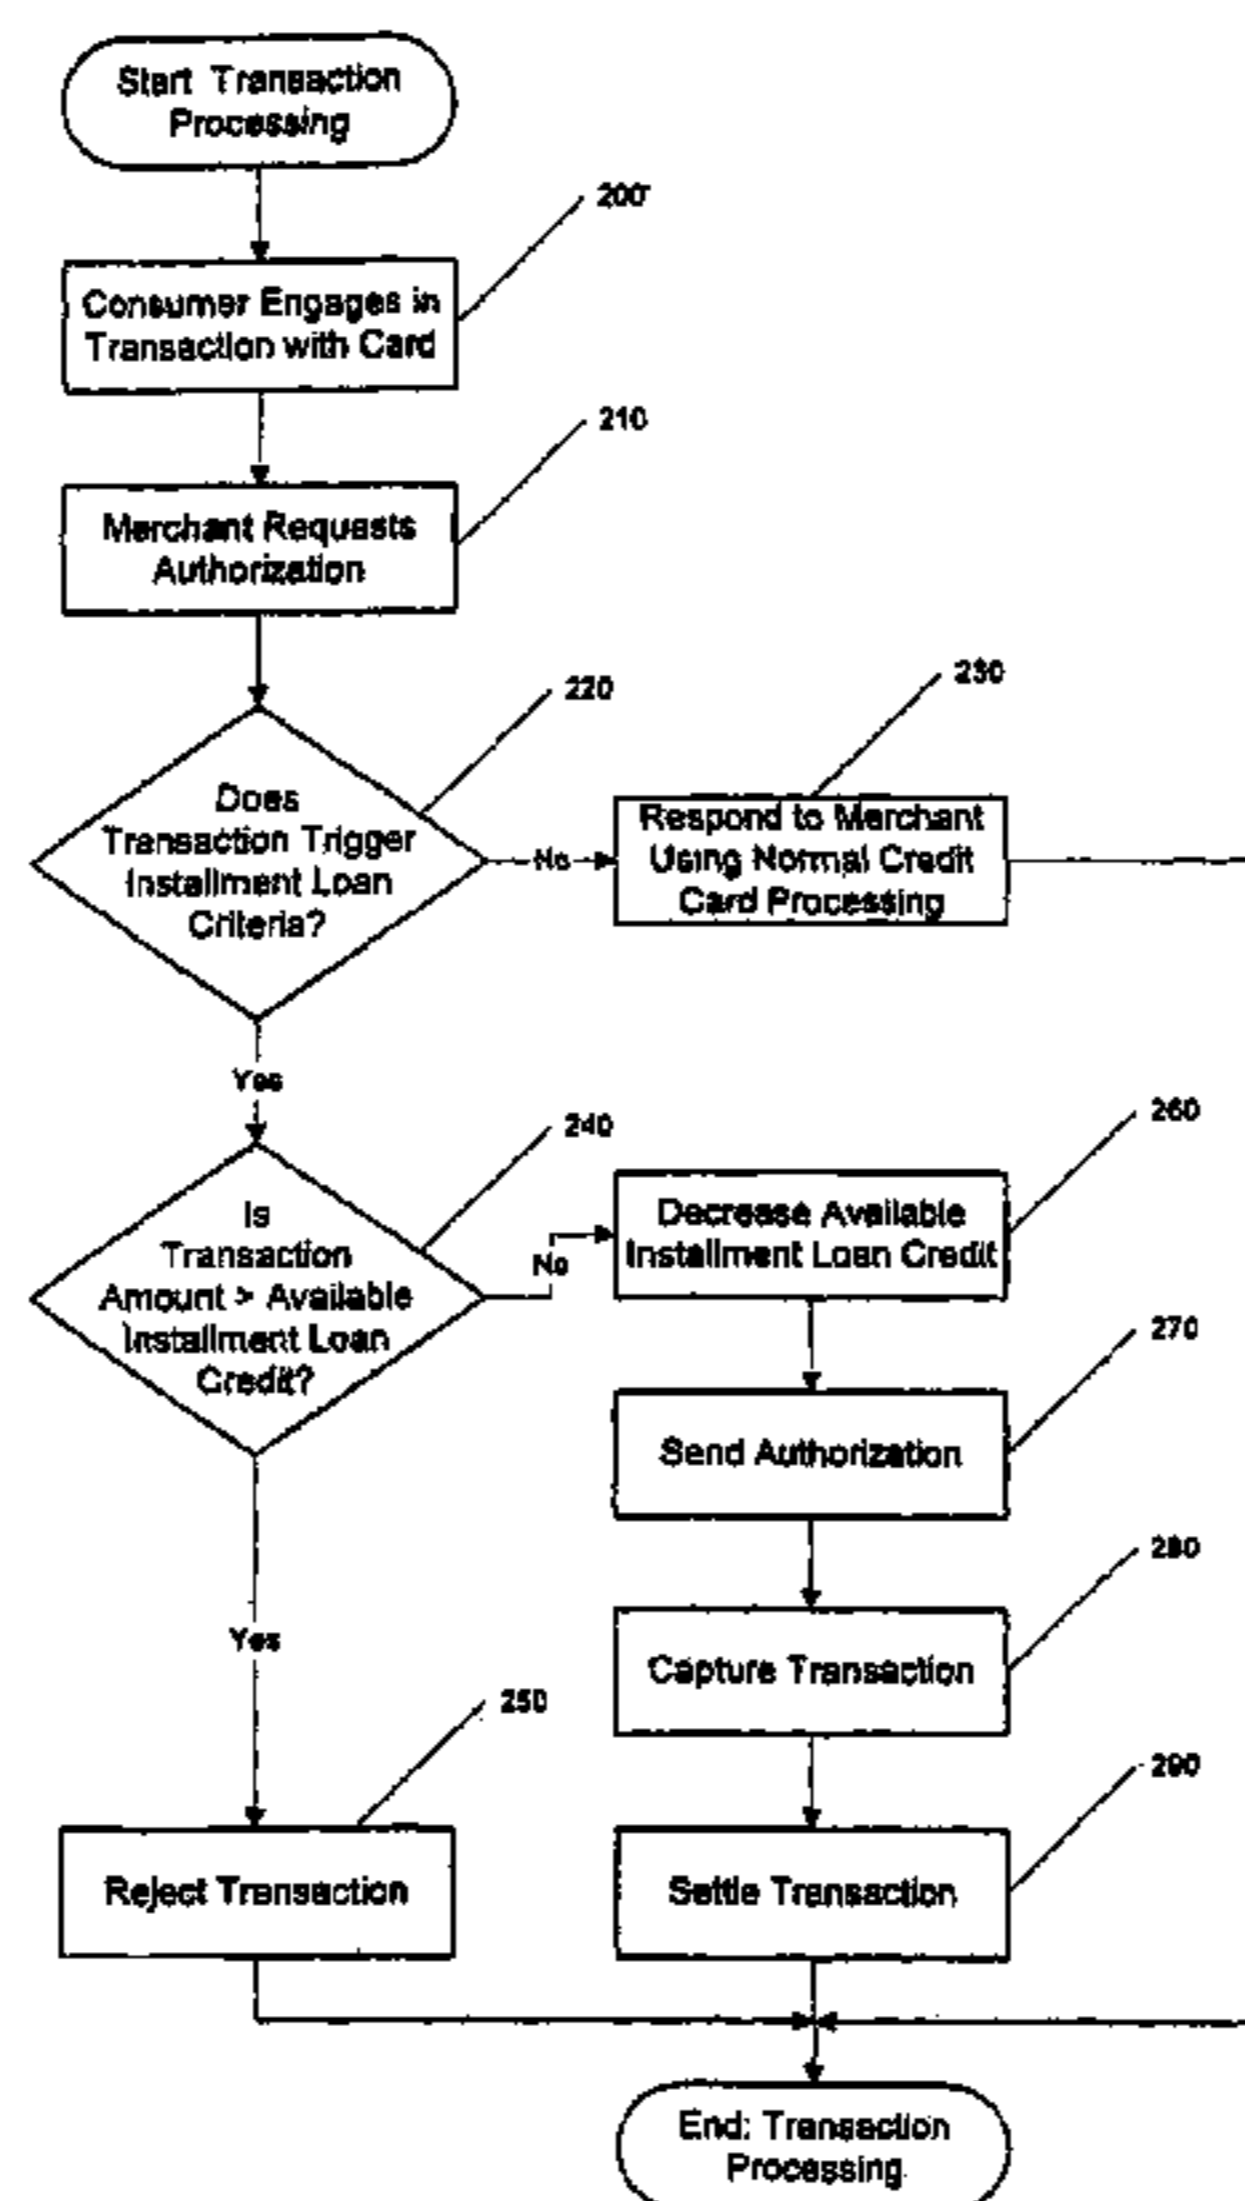 Start Transaction
Processing
200
Consumer Engages in
Transaction with Card
210
Merchant Requests
Authorization
220
230
Does
Transaction Trigger
Installment Loan
Criteria?
No
Respond to Merchant
Using Normal Credit
Card Processing
Yes
240
260
Is
Transaction
Amount > Available
Installment Loan
Credit?
No
Decrease Available
Installment Loan Credit
270
Send Authorization
280
Capture Transaction
Yes
250
290
Reject Transaction
Settle Transaction
End: Transaction
Processing